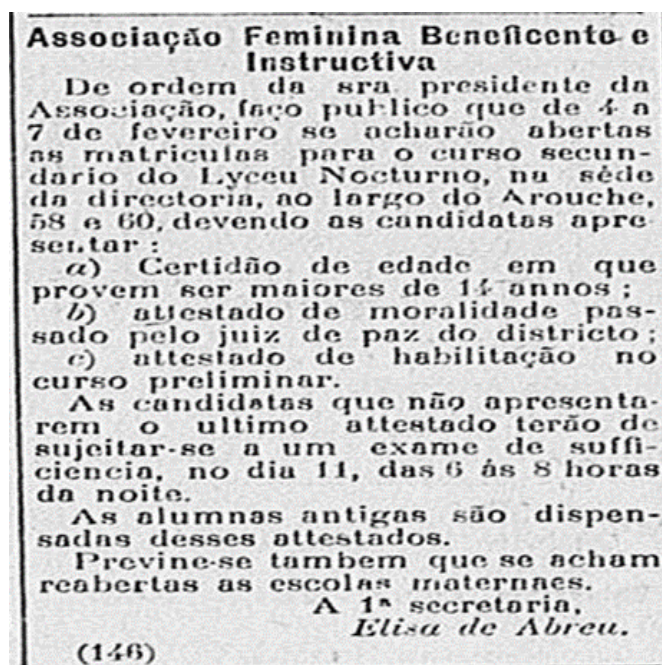 Associação Feminina Beneficente e
Instructiva
De ordem da sra. presidente da
Associação, faço publico que de 4 a
7 de fevereiro se acharão abertas
as matriculas para o curso secun-
dario do Lyceu Nocturno, na séde
da directoria, ao largo do Arouche,
58 e 60, devendo as candidatas apre
sentar :
a) Certidão de edade em que
provem ser maiores de 14 annos ;
b) attestado de moralidade pas-
sado pelo juiz de paz do districto ;
c) attestado de habilitação no
curso preliminar.
As candidatas que não apresenta-
rem o ultimo attestado terão de
sujeitar-se a um exame de suffi-
ciencia, no dia 11, das 6 ás 8 horas
da noite.
As alumnas antigas são dispen-
sadas desses attestados.
Previne-se tambem que se acham
reabertas as escolas maternaes.
A 1ª secretaria,
Elisa de Abreu.
(146)